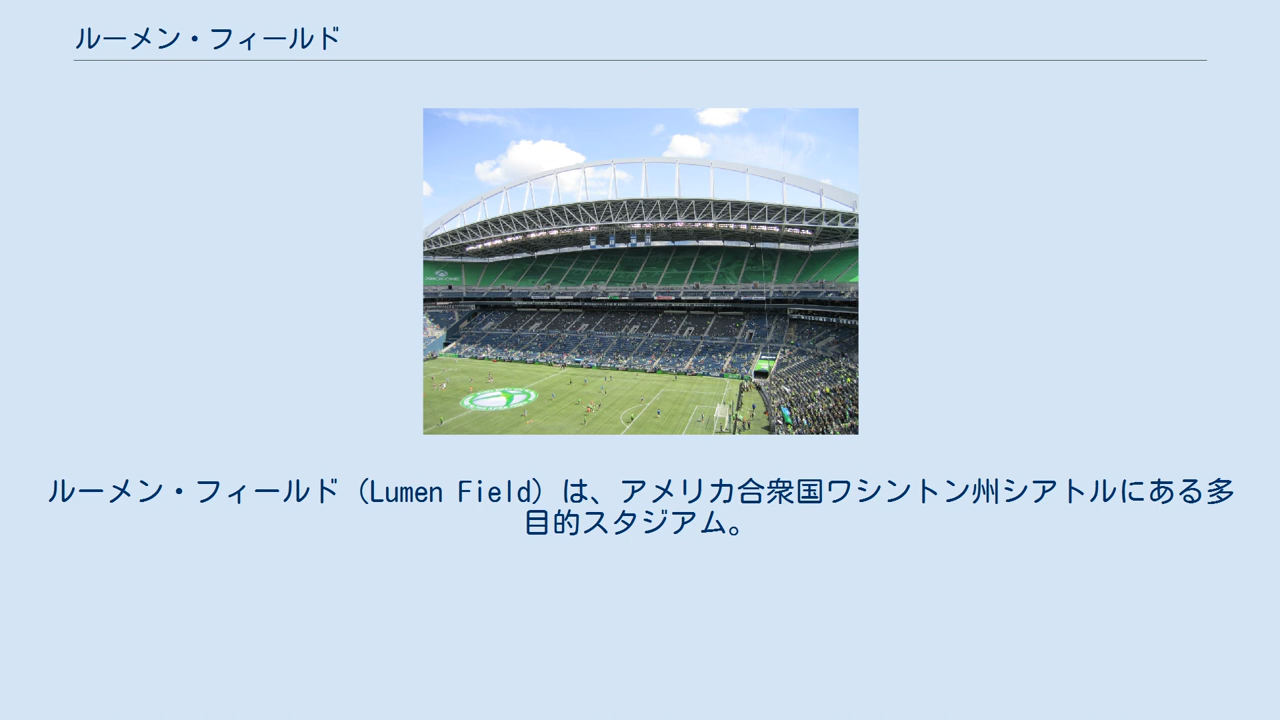 ルーメン・フィールド
ルーメン・フィールド（Lumen Field）は、アメリカ合衆国ワシントン州シアトルにある多
目的スタジアム。